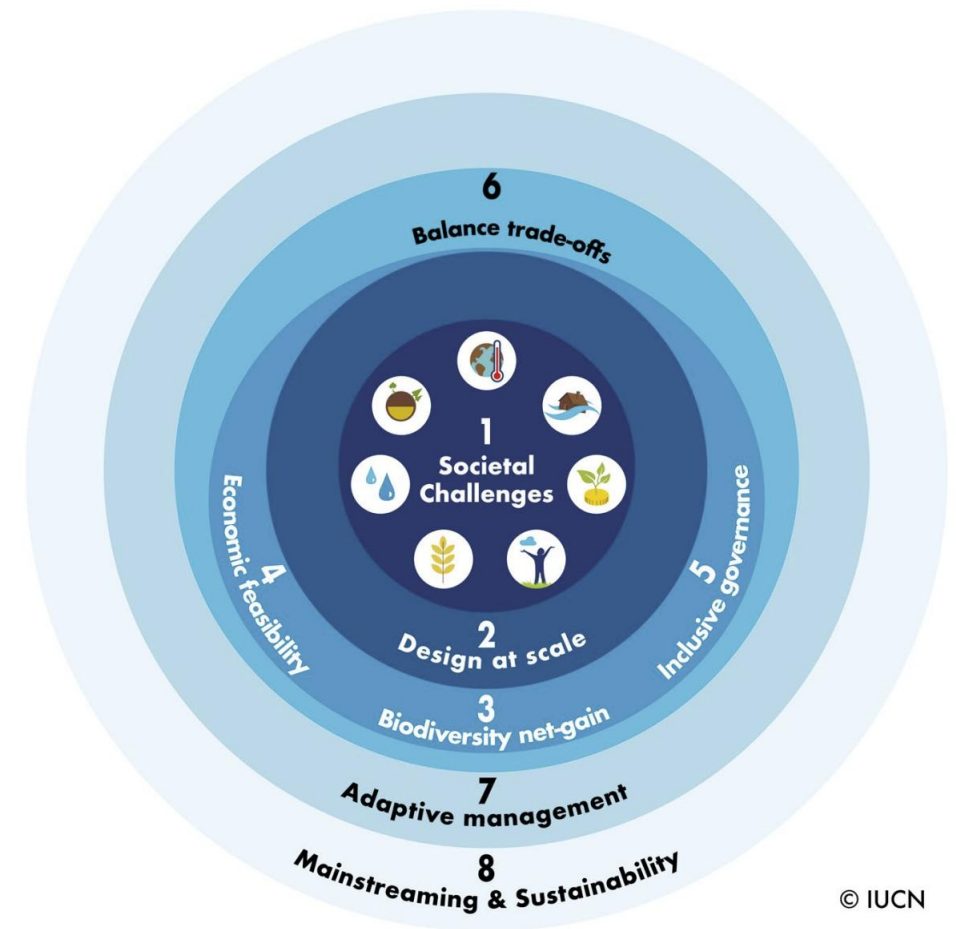 6
Balance trade-offs
1
Societal
Challenges
4
Economic feasibility
5
Inclusive governance
2
Design at scale
3
Biodiversity net-gain
7
Adaptive management
8
Mainstreaming & Sustainability
© IUCN